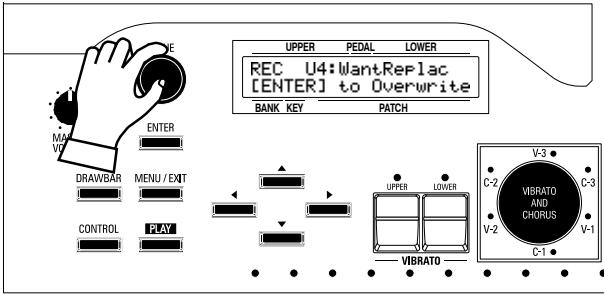 UPPER PEDAL LOWER
REC U4:WantReplac
[ENTER] to Overwrite
BANK KEY PATCH
ENTER
DRAWBAR
MENU / EXIT
CONTROL
PLAY
UPPER
LOWER
VIBRATO
V-3
C-2
C-3
VIBRATO
AND
CHORUS
V-2
V-1
C-1